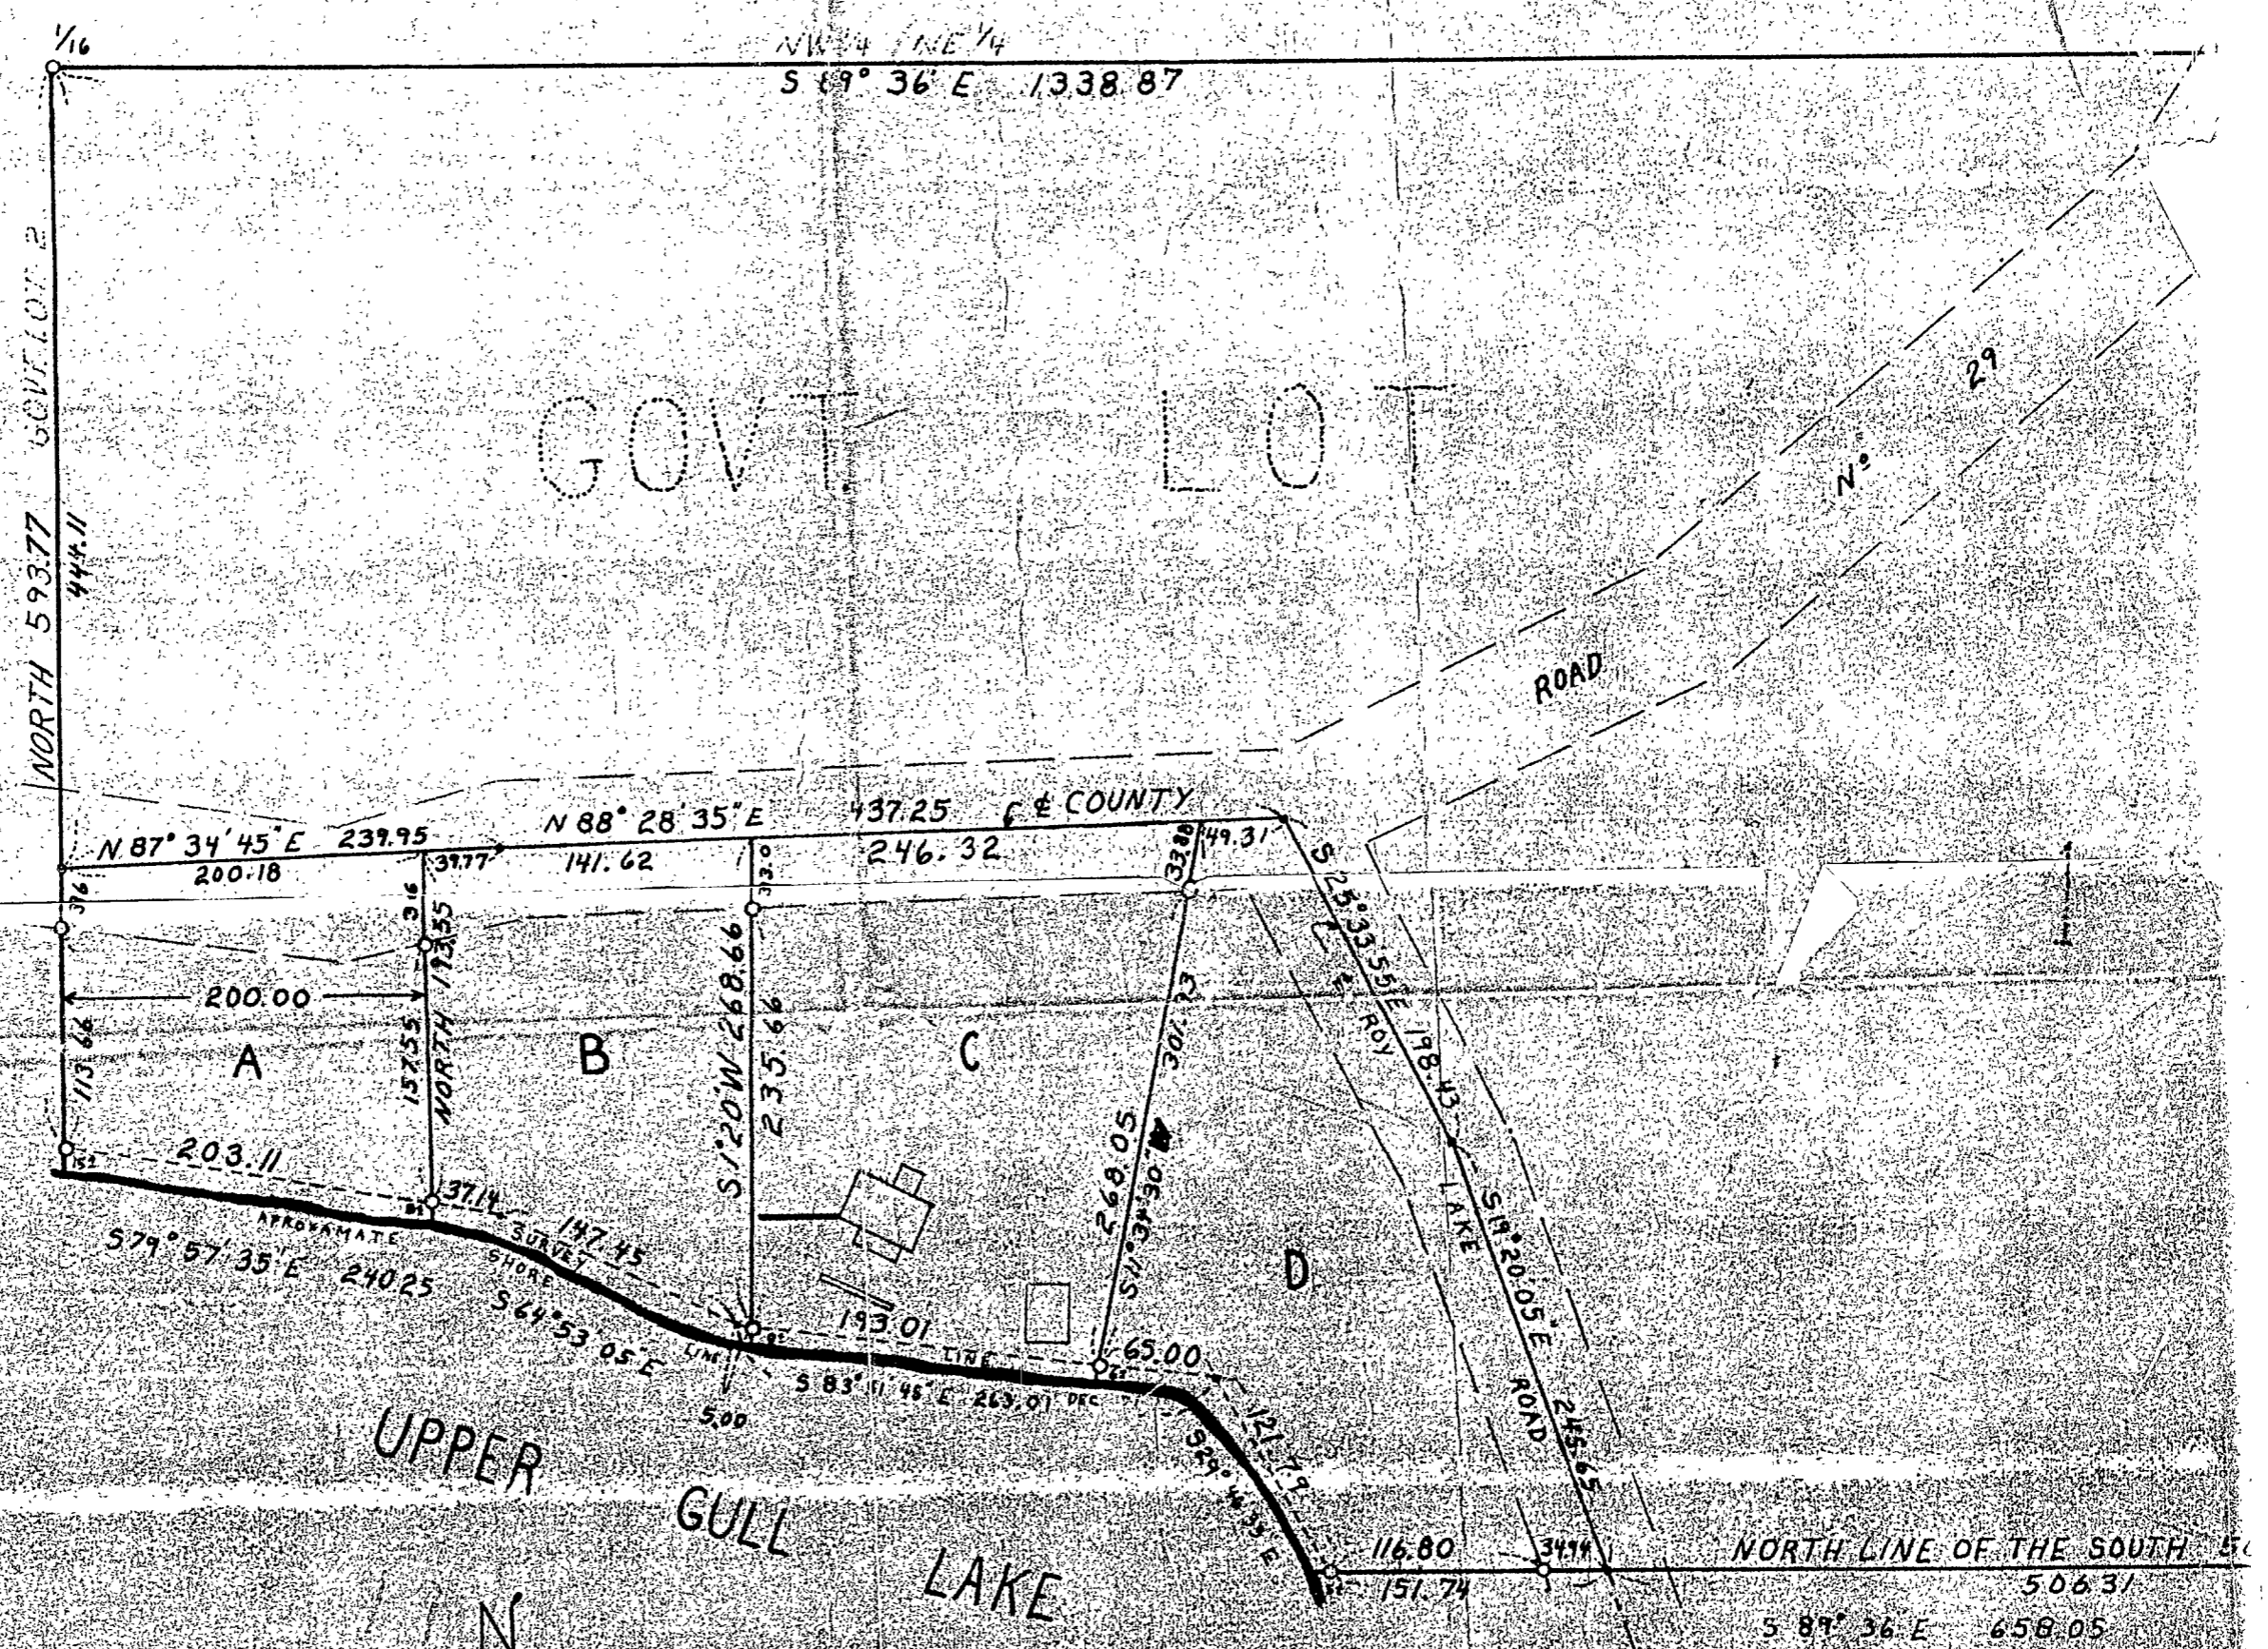 1/16
NW 1/4 NE 1/4
S 89° 36' E 1338.87
GOVT. LOT 2
NORTH 593.77
444.11
GOVT. LOT
29
Nº
ROAD
N 87° 34' 45" E 239.95
200.18
39.77
N 88° 28' 35" E 437.25
℄ COUNTY
141.62
246.32
49.31
33.88
33.0
200.00
113.66
157.55
NORTH 193.55
S 1° 20' W 268.66
235.66
301.93
268.05
S 25° 33' 55" E 198.43
℄ ROY
LAKE
ROAD
S 19° 20' 05" E 245.65
A
B
C
D
203.11
37.14
147.45
193.01
65.00
121.79
APROXAMATE
SURVEY
SHORE
LINE
LINE
S 79° 57' 35" E 240.25
S 64° 53' 05" E
S 83° 11' 45" E 263.01
5.00
UPPER
GULL
LAKE
N
116.80
34.94
151.74
NORTH LINE OF THE SOUTH
506.31
S 89° 36' E 658.05